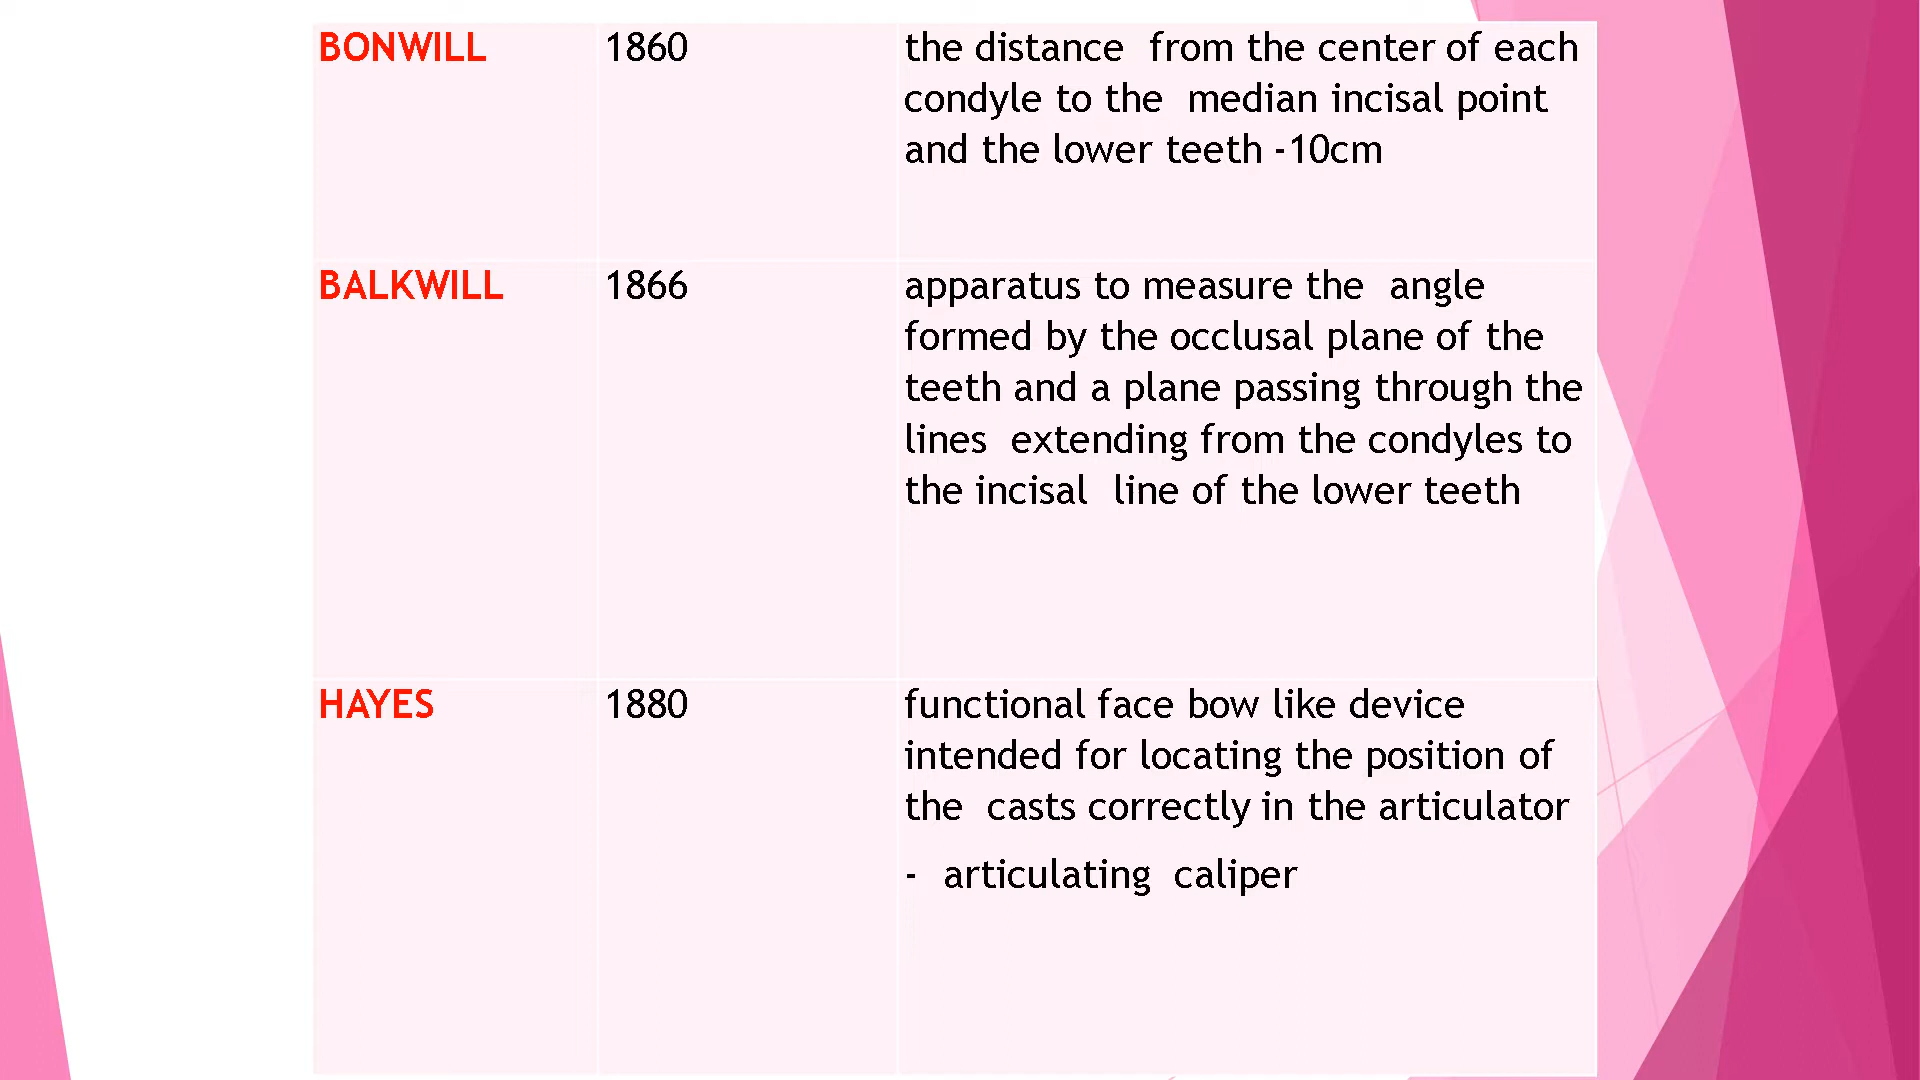 BONWILL 1860 the distance from the center of each
condyle to the median incisal point
and the lower teeth -10cm
BALKWILL 1866 apparatus to measure the angle
formed by the occlusal plane of the
teeth and a plane passing through the
lines extending from the condyles to
the incisal line of the lower teeth
HAYES 1880 functional face bow like device
intended for locating the position of
the casts correctly in the articulator
- articulating caliper